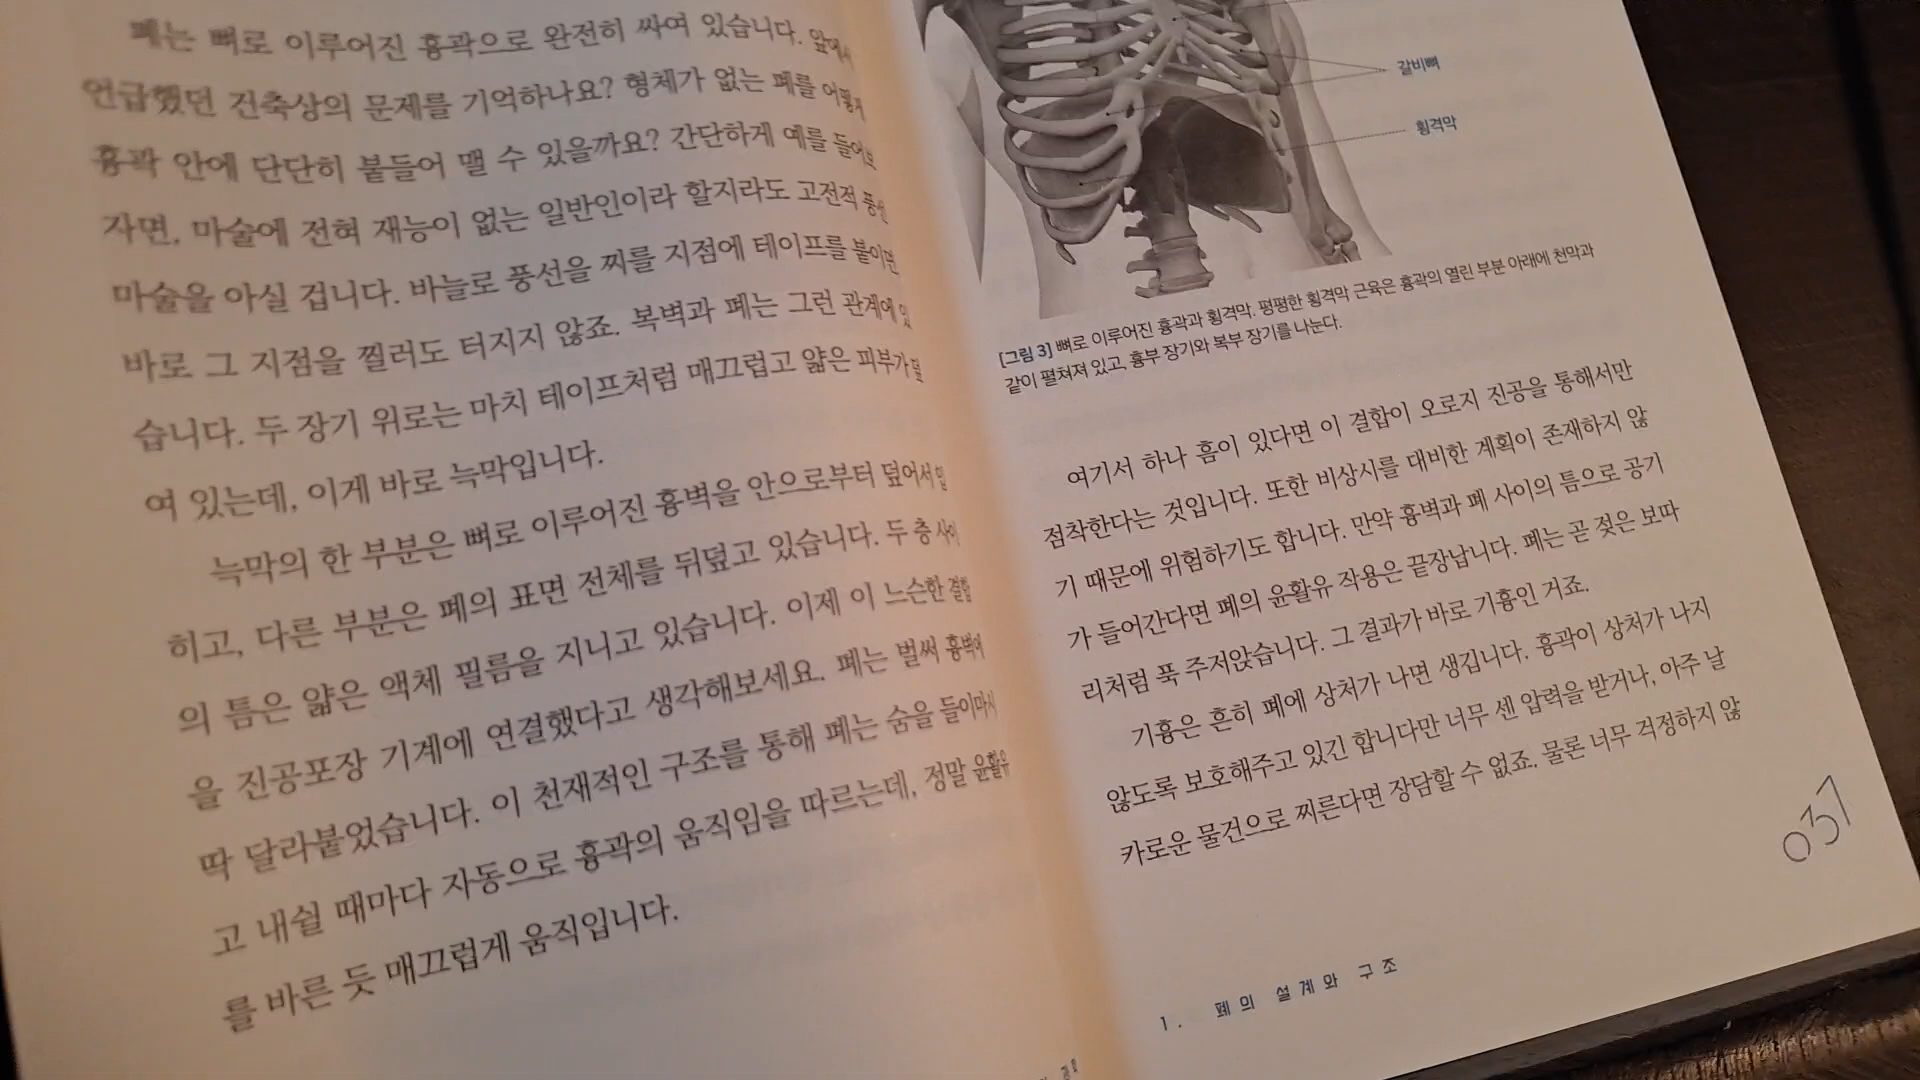 폐는 뼈로 이루어진 흉곽으로 완전히 싸여 있습니다. 앞에서
언급했던 건축상의 문제를 기억하나요? 형체가 없는 폐를 어떻게
흉곽 안에 단단히 붙들어 맬 수 있을까요? 간단하게 예를 들어보
자면, 마술에 전혀 재능이 없는 일반인이라 할지라도 고전적 풍선
마술을 아실 겁니다. 바늘로 풍선을 찌를 지점에 테이프를 붙이면
바로 그 지점을 찔러도 터지지 않죠. 복벽과 폐는 그런 관계에 있
습니다. 두 장기 위로는 마치 테이프처럼 매끄럽고 얇은 피부가 덮
여 있는데, 이게 바로 늑막입니다.
늑막의 한 부분은 뼈로 이루어진 흉벽을 안으로부터 덮어서 입
히고, 다른 부분은 폐의 표면 전체를 뒤덮고 있습니다. 두 층 사이
의 틈은 얇은 액체 필름을 지니고 있습니다. 이제 이 느슨한 결합
을 진공포장 기계에 연결했다고 생각해보세요. 폐는 벌써 흉벽에
딱 달라붙었습니다. 이 천재적인 구조를 통해 폐는 숨을 들이마시
고 내쉴 때마다 자동으로 흉곽의 움직임을 따르는데, 정말 윤활유
를 바른 듯 매끄럽게 움직입니다.
갈비뼈
횡격막
[그림 3] 뼈로 이루어진 흉곽과 횡격막. 평평한 횡격막 근육은 흉곽의 열린 부분 아래에 천막과
같이 펼쳐져 있고, 흉부 장기와 복부 장기를 나눈다.
여기서 하나 흠이 있다면 이 결합이 오로지 진공을 통해서만
점착한다는 것입니다. 또한 비상시를 대비한 계획이 존재하지 않
기 때문에 위험하기도 합니다. 만약 흉벽과 폐 사이의 틈으로 공기
가 들어간다면 폐의 윤활유 작용은 끝장납니다. 폐는 곧 젖은 보따
리처럼 푹 주저앉습니다. 그 결과가 바로 기흉인 거죠.
기흉은 흔히 폐에 상처가 나면 생깁니다. 흉곽이 상처가 나지
않도록 보호해주고 있긴 합니다만 너무 센 압력을 받거나, 아주 날
카로운 물건으로 찌른다면 장담할 수 없죠. 물론 너무 걱정하지 않
037
1. 폐의 설계와 구조